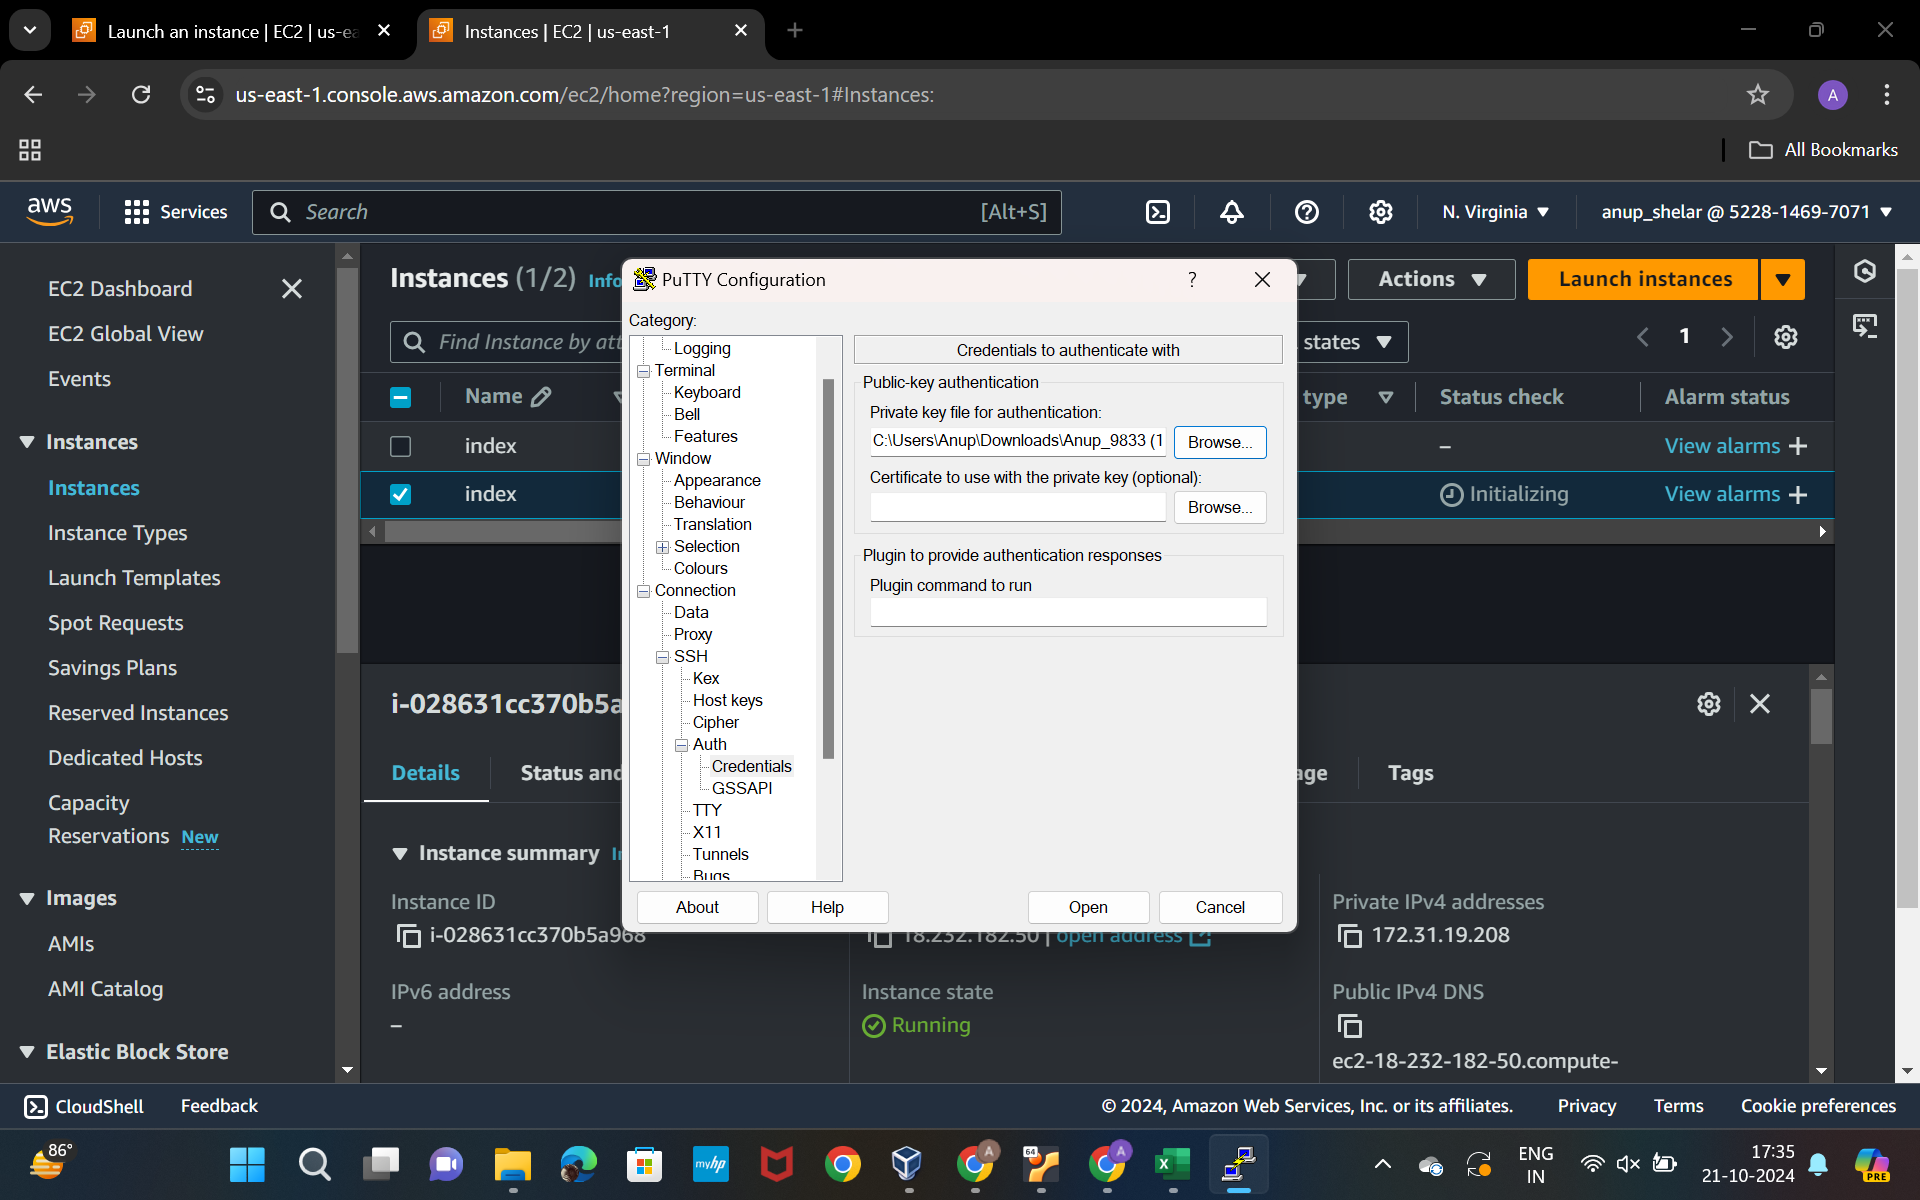 Launch an instance | EC2 | us-ea
Instances | EC2 | us-east-1
us-east-1.console.aws.amazon.com/ec2/home?region=us-east-1#Instances:
A
All Bookmarks
aws
Services
Search
[Alt+S]
N. Virginia
anup_shelar @ 5228-1469-7071
EC2 Dashboard
EC2 Global View
Events
Instances
Instances
Instance Types
Launch Templates
Spot Requests
Savings Plans
Reserved Instances
Dedicated Hosts
Capacity
Reservations New
Images
AMIs
AMI Catalog
Elastic Block Store
Instances (1/2) Info
Actions
Launch instances
Find Instance by att
states
1
Name
type
Status check
Alarm status
index
–
View alarms +
index
Initializing
View alarms +
PuTTY Configuration
?
Category:
Logging
Terminal
Keyboard
Bell
Features
Window
Appearance
Behaviour
Translation
Selection
Colours
Connection
Data
Proxy
SSH
Kex
Host keys
Cipher
Auth
Credentials
GSSAPI
TTY
X11
Tunnels
Bugs
Credentials to authenticate with
Public-key authentication
Private key file for authentication:
C:\Users\Anup\Downloads\Anup_9833 (1
Browse...
Certificate to use with the private key (optional):
Browse...
Plugin to provide authentication responses
Plugin command to run
About
Help
Open
Cancel
i-028631cc370b5a
Details
Status and
age
Tags
Instance summary
Instance ID
i-028631cc370b5a968
18.232.182.50 | open address
Private IPv4 addresses
172.31.19.208
IPv6 address
–
Instance state
Running
Public IPv4 DNS
ec2-18-232-182-50.compute-
CloudShell
Feedback
© 2024, Amazon Web Services, Inc. or its affiliates.
Privacy
Terms
Cookie preferences
86°
myhp
A
64
A
ENG
IN
17:35
21-10-2024
PRE